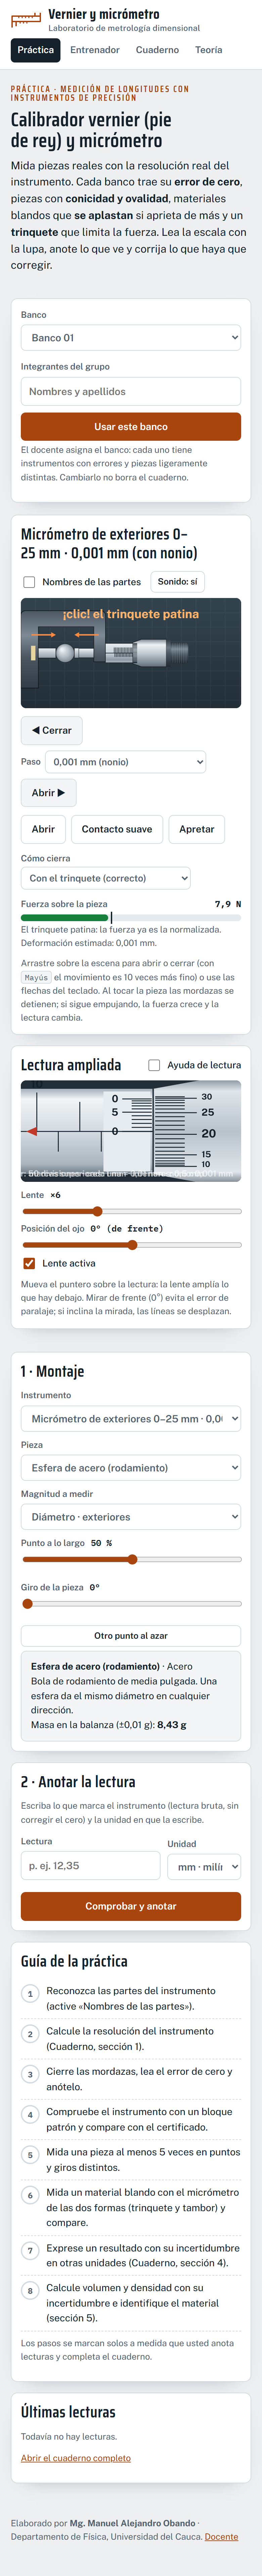 Vernier y micrómetro
Laboratorio de metrología dimensional
Práctica
Entrenador
Cuaderno
Teoría
PRÁCTICA · MEDICIÓN DE LONGITUDES CON
INSTRUMENTOS DE PRECISIÓN
Calibrador vernier (pie
de rey) y micrómetro
Mida piezas reales con la resolución real del
instrumento. Cada banco trae su error de cero,
piezas con conicidad y ovalidad, materiales
blandos que se aplastan si aprieta de más y un
trinquete que limita la fuerza. Lea la escala con
la lupa, anote lo que ve y corrija lo que haya que
corregir.
Banco
Banco 01
Integrantes del grupo
Nombres y apellidos
Usar este banco
El docente asigna el banco: cada uno tiene
instrumentos con errores y piezas ligeramente
distintas. Cambiarlo no borra el cuaderno.
Micrómetro de exteriores 0–
25 mm · 0,001 mm (con nonio)
Nombres de las partes
Sonido: sí
¡clic! el trinquete patina
◀ Cerrar
Paso
0,001 mm (nonio)
Abrir ▶
Abrir
Contacto suave
Apretar
Cómo cierra
Con el trinquete (correcto)
Fuerza sobre la pieza
7,9 N
El trinquete patina: la fuerza ya es la normalizada.
Deformación estimada: 0,001 mm.
Arrastre sobre la escena para abrir o cerrar (con
Mayús el movimiento es 10 veces más fino) o use las
flechas del teclado. Al tocar la pieza las mordazas se
detienen; si sigue empujando, la fuerza crece y la
lectura cambia.
Lectura ampliada
Ayuda de lectura
10
0
5
0
30
25
20
15
10
Lente ×6
Posición del ojo 0° (de frente)
Lente activa
Mueva el puntero sobre la lectura: la lente amplía lo
que hay debajo. Mirar de frente (0°) evita el error de
paralaje; si inclina la mirada, las líneas se desplazan.
1 · Montaje
Instrumento
Micrómetro de exteriores 0–25 mm · 0,0
Pieza
Esfera de acero (rodamiento)
Magnitud a medir
Diámetro · exteriores
Punto a lo largo 50 %
Giro de la pieza 0°
Otro punto al azar
Esfera de acero (rodamiento) · Acero
Bola de rodamiento de media pulgada. Una
esfera da el mismo diámetro en cualquier
dirección.
Masa en la balanza (±0,01 g): 8,43 g
2 · Anotar la lectura
Escriba lo que marca el instrumento (lectura bruta, sin
corregir el cero) y la unidad en que la escribe.
Lectura
Unidad
p. ej. 12,35
mm · milí
Comprobar y anotar
Guía de la práctica
1 Reconozca las partes del instrumento
(active «Nombres de las partes»).
2 Calcule la resolución del instrumento
(Cuaderno, sección 1).
3 Cierre las mordazas, lea el error de cero y
anótelo.
4 Compruebe el instrumento con un bloque
patrón y compare con el certificado.
5 Mida una pieza al menos 5 veces en puntos
y giros distintos.
6 Mida un material blando con el micrómetro
de las dos formas (trinquete y tambor) y
compare.
7 Exprese un resultado con su incertidumbre
en otras unidades (Cuaderno, sección 4).
8 Calcule volumen y densidad con su
incertidumbre e identifique el material
(sección 5).
Los pasos se marcan solos a medida que usted anota
lecturas y completa el cuaderno.
Últimas lecturas
Todavía no hay lecturas.
Abrir el cuaderno completo
Elaborado por Mg. Manuel Alejandro Obando ·
Departamento de Física, Universidad del Cauca. Docente